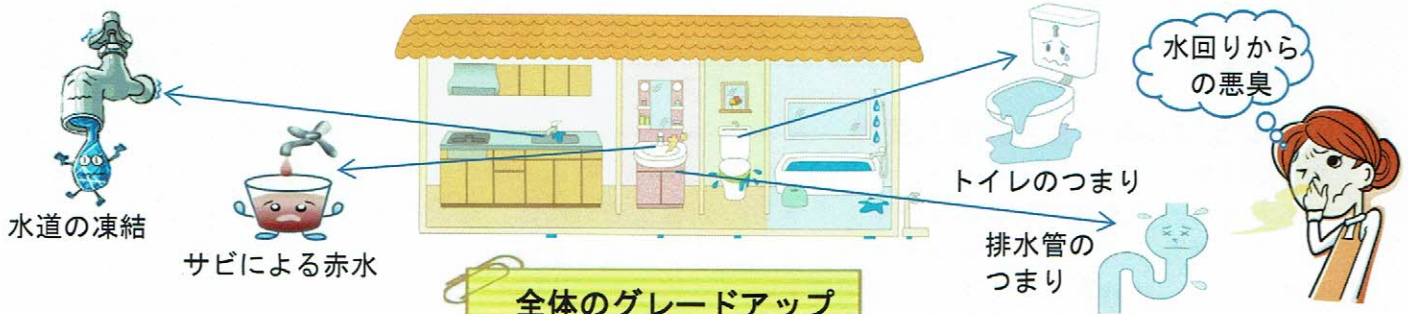 水回りから
の悪臭
トイレのつまり
水道の凍結
サビによる赤水
排水管の
つまり
全体のグレードアップ